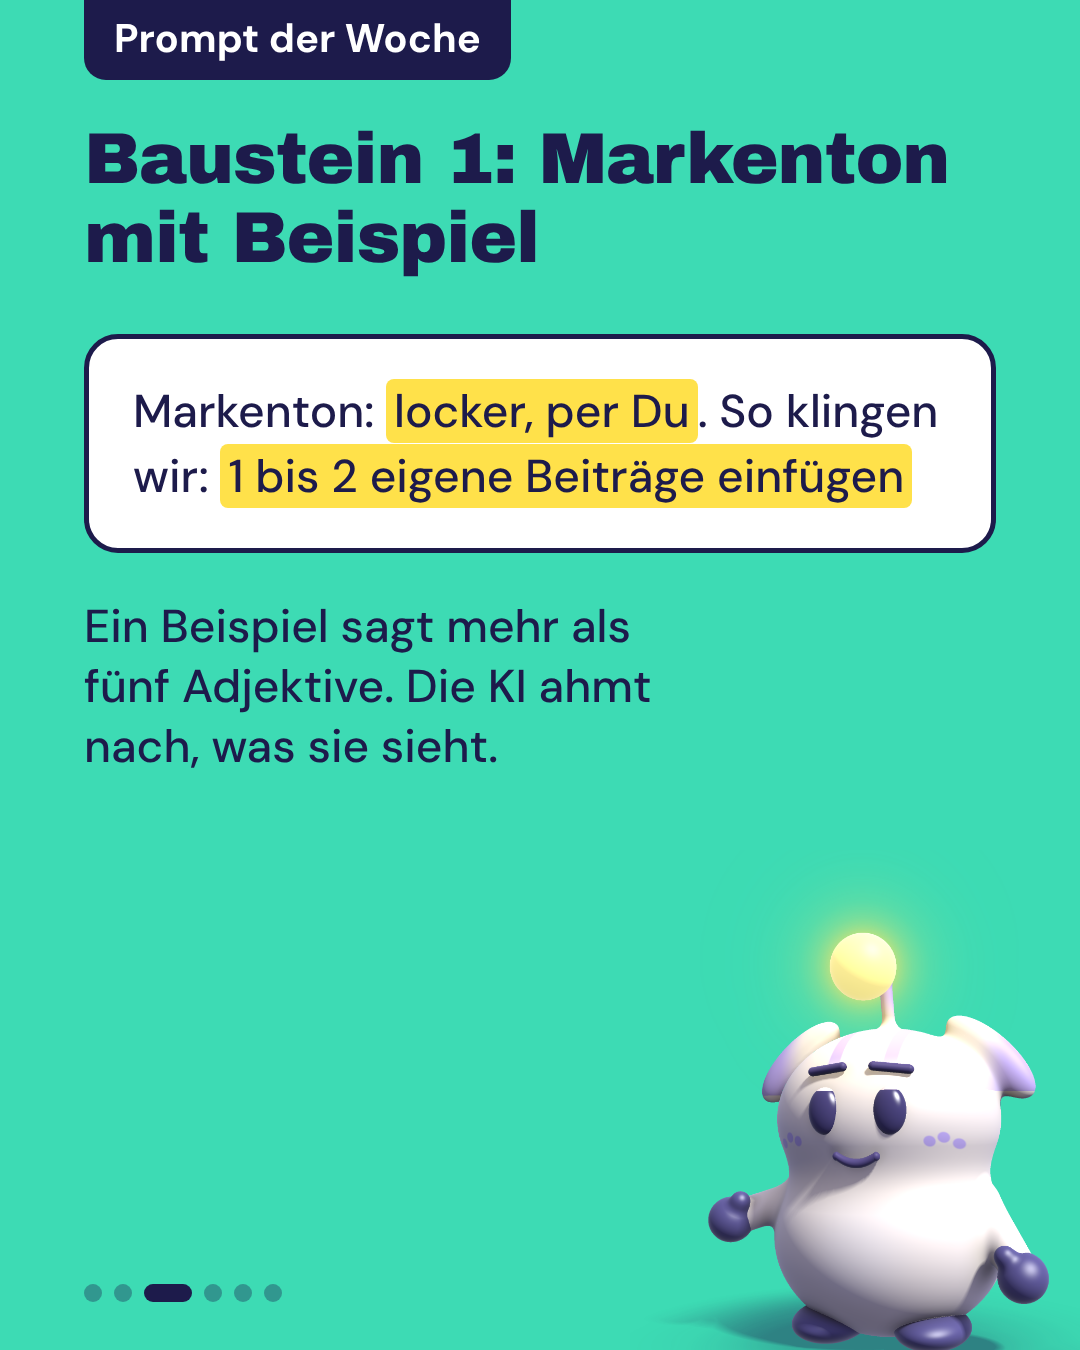 Prompt der Woche
Baustein 1: Markenton
mit Beispiel
Markenton: locker, per Du. So klingen
wir: 1 bis 2 eigene Beiträge einfügen
Ein Beispiel sagt mehr als
fünf Adjektive. Die KI ahmt
nach, was sie sieht.